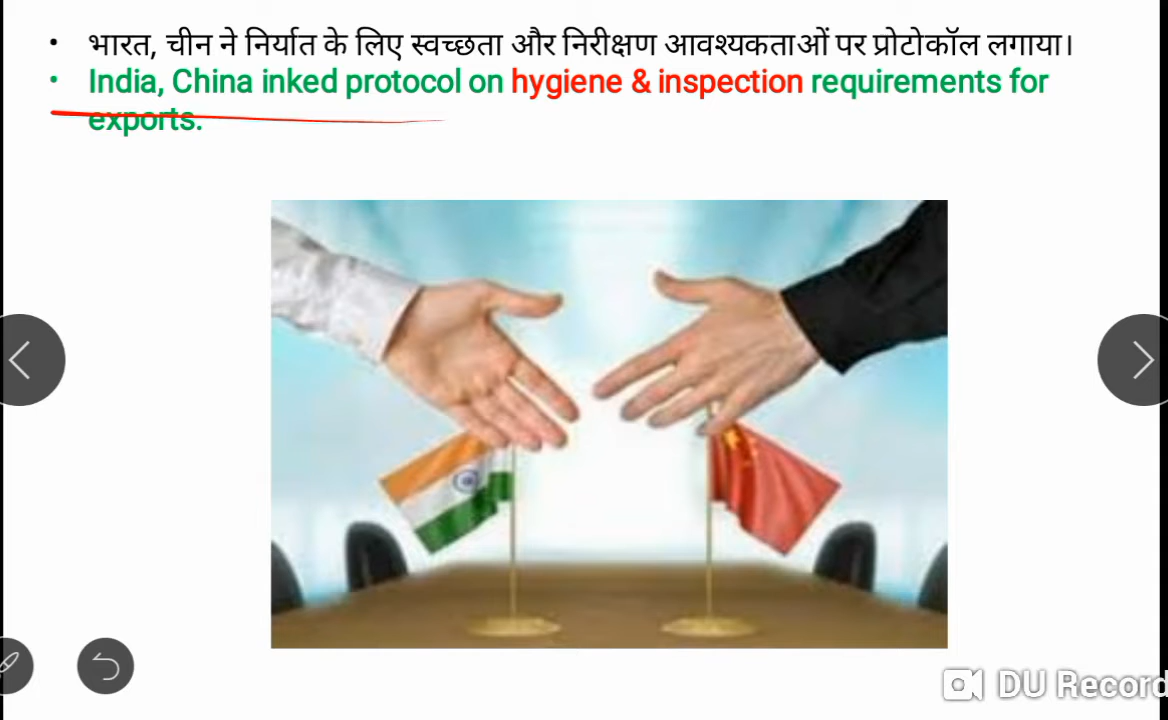 • भारत, चीन ने निर्यात के लिए स्वच्छता और निरीक्षण आवश्यकताओं पर प्रोटोकॉल लगाया।
• India, China inked protocol on hygiene & inspection requirements for
exports.
DU Record